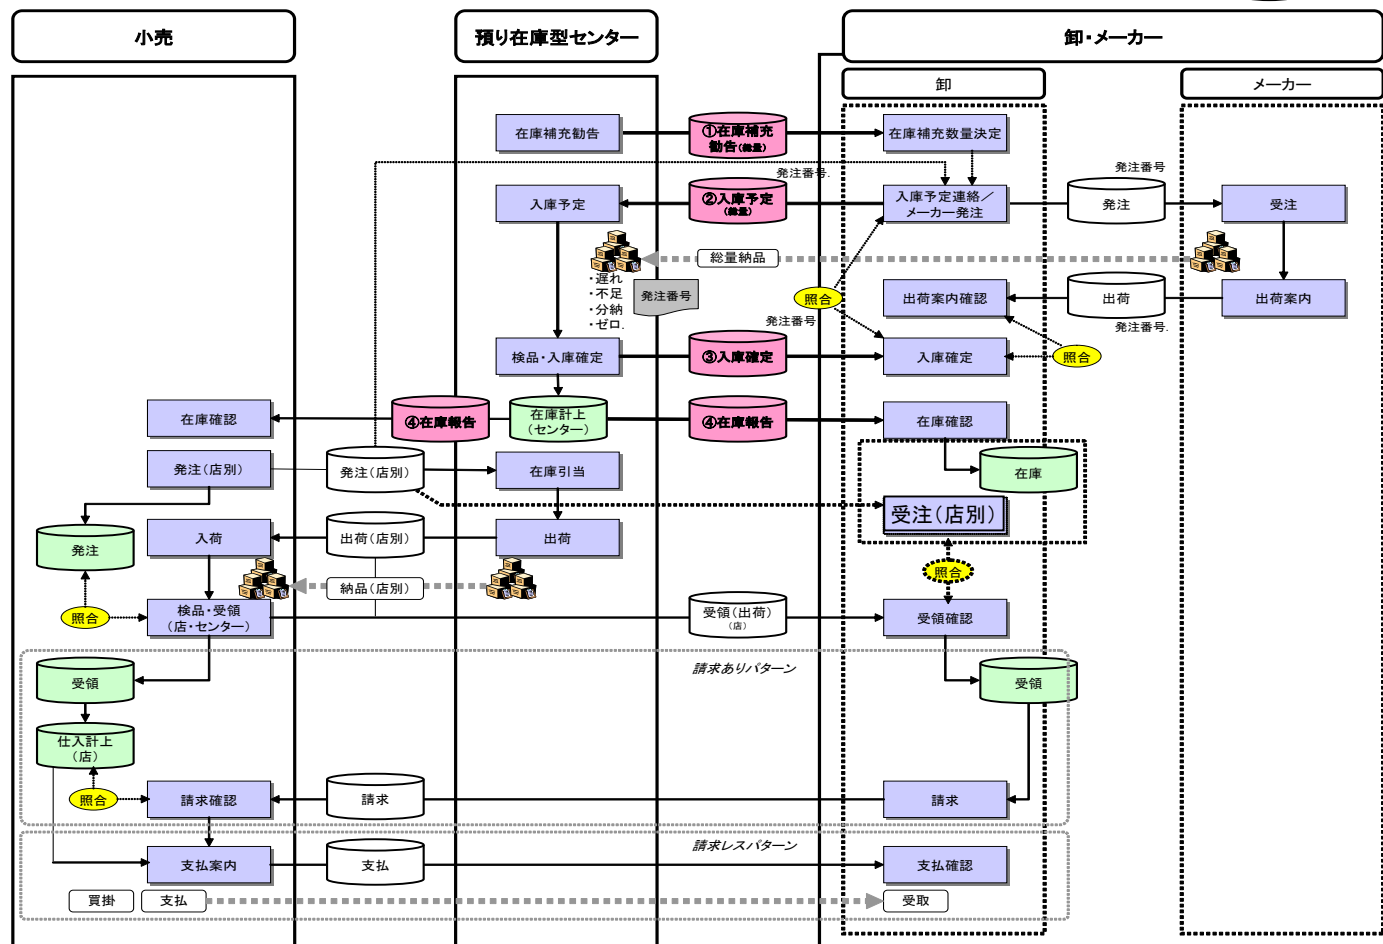 小売
預り在庫型センター
卸・メーカー
卸
メーカー
在庫補充勧告
①在庫補充
勧告(総量)
在庫補充数量決定
発注番号.
発注番号
入庫予定
②入庫予定
(総量)
入庫予定連絡／
メーカー発注
発注
受注
総量納品
・遅れ
・不足
・分納
・ゼロ.
発注番号
照合
出荷案内確認
出荷
出荷案内
発注番号
発注番号.
検品・入庫確定
③入庫確定
入庫確定
照合
在庫確認
④在庫報告
在庫計上
(センター)
④在庫報告
在庫確認
発注(店別)
発注(店別)
在庫引当
在庫
受注(店別)
発注
入荷
出荷(店別)
出荷
照合
納品(店別)
照合
検品・受領
(店・センター)
受領(出荷)
(店)
受領確認
請求ありパターン
受領
受領
仕入計上
(店)
照合
請求確認
請求
請求
請求レスパターン
支払案内
支払
支払確認
買掛
支払
受取